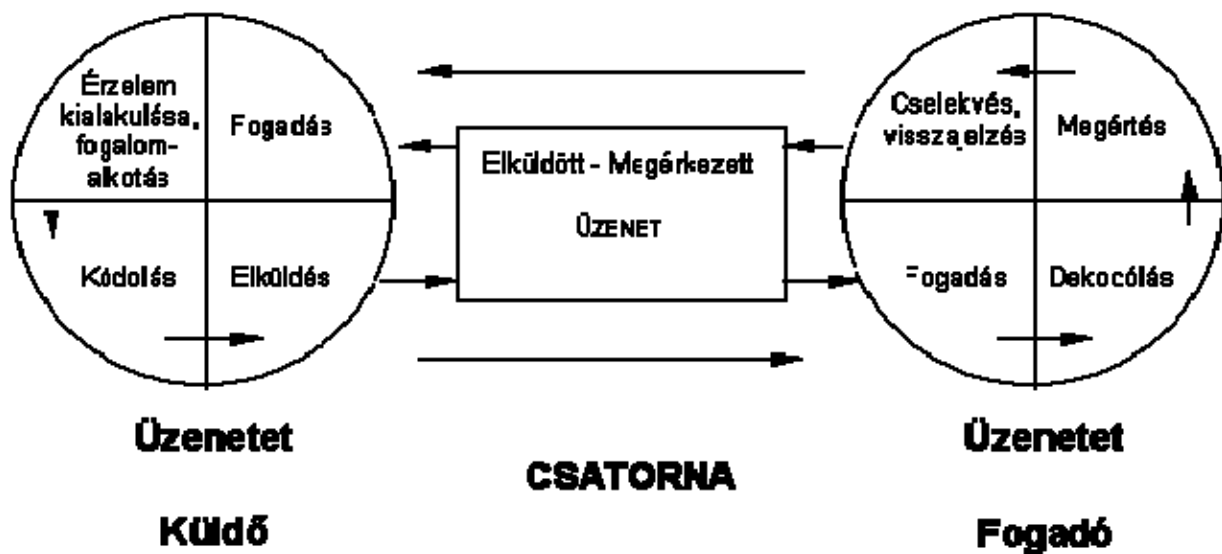 Érzelem
kialakulása,
fogalom-
alkotás
Fogadás
Kódolás
Elküldés
Elküldött - Megérkezett
ÜZENET
Cselekvés,
visszajelzés
Megértés
Fogadás
Dekocólás
Üzenetet
Küldő
CSATORNA
Üzenetet
Fogadó